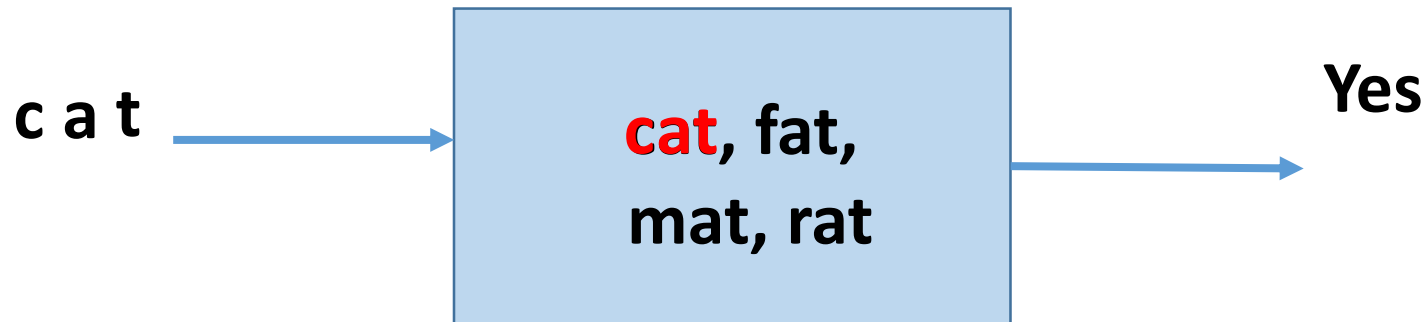 c a t
cat, fat,
mat, rat
Yes